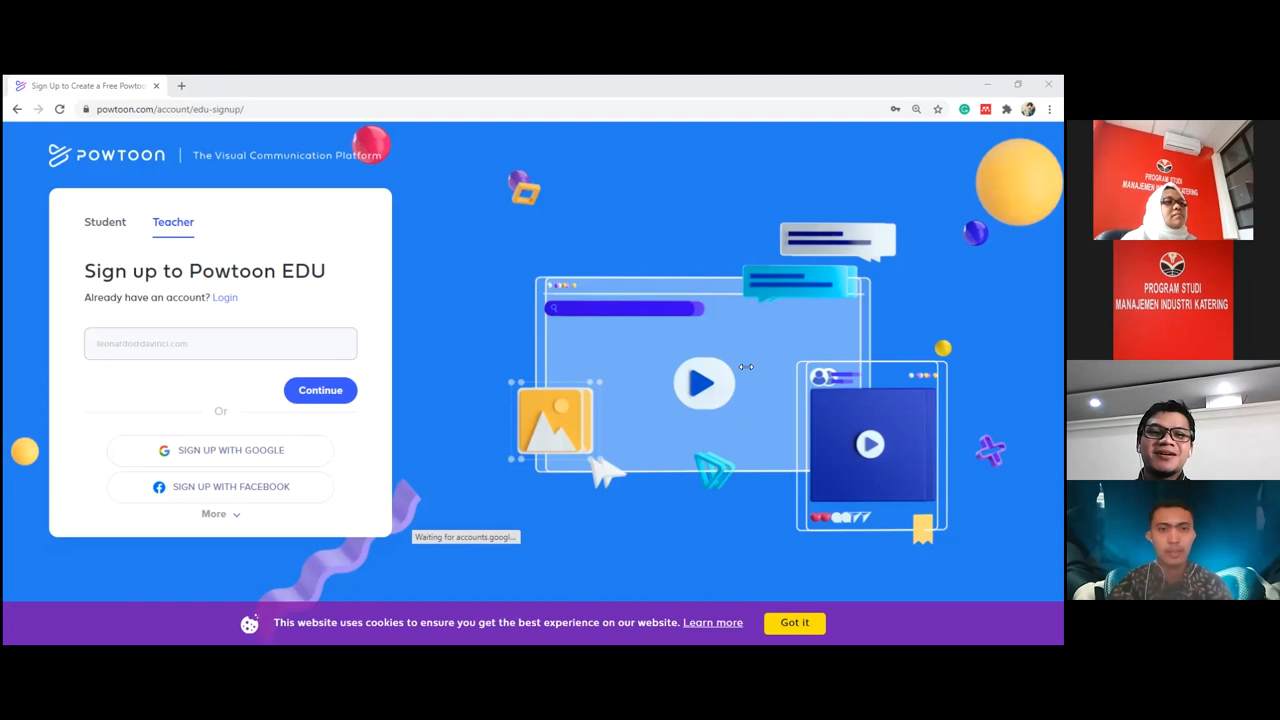 Sign Up to Create a Free Powtoo
powtoon.com/account/edu-signup/
POWTOON
The Visual Communication Platform
Student
Teacher
Sign up to Powtoon EDU
Already have an account? Login
leonardo@davinci.com
Continue
Or
SIGN UP WITH GOOGLE
SIGN UP WITH FACEBOOK
More
Waiting for accounts.googl...
This website uses cookies to ensure you get the best experience on our website. Learn more
Got it
PROGRAM STUDI
MANAJEMEN INDUSTRI KATERING
PROGRAM STUDI
MANAJEMEN INDUSTRI KATERING